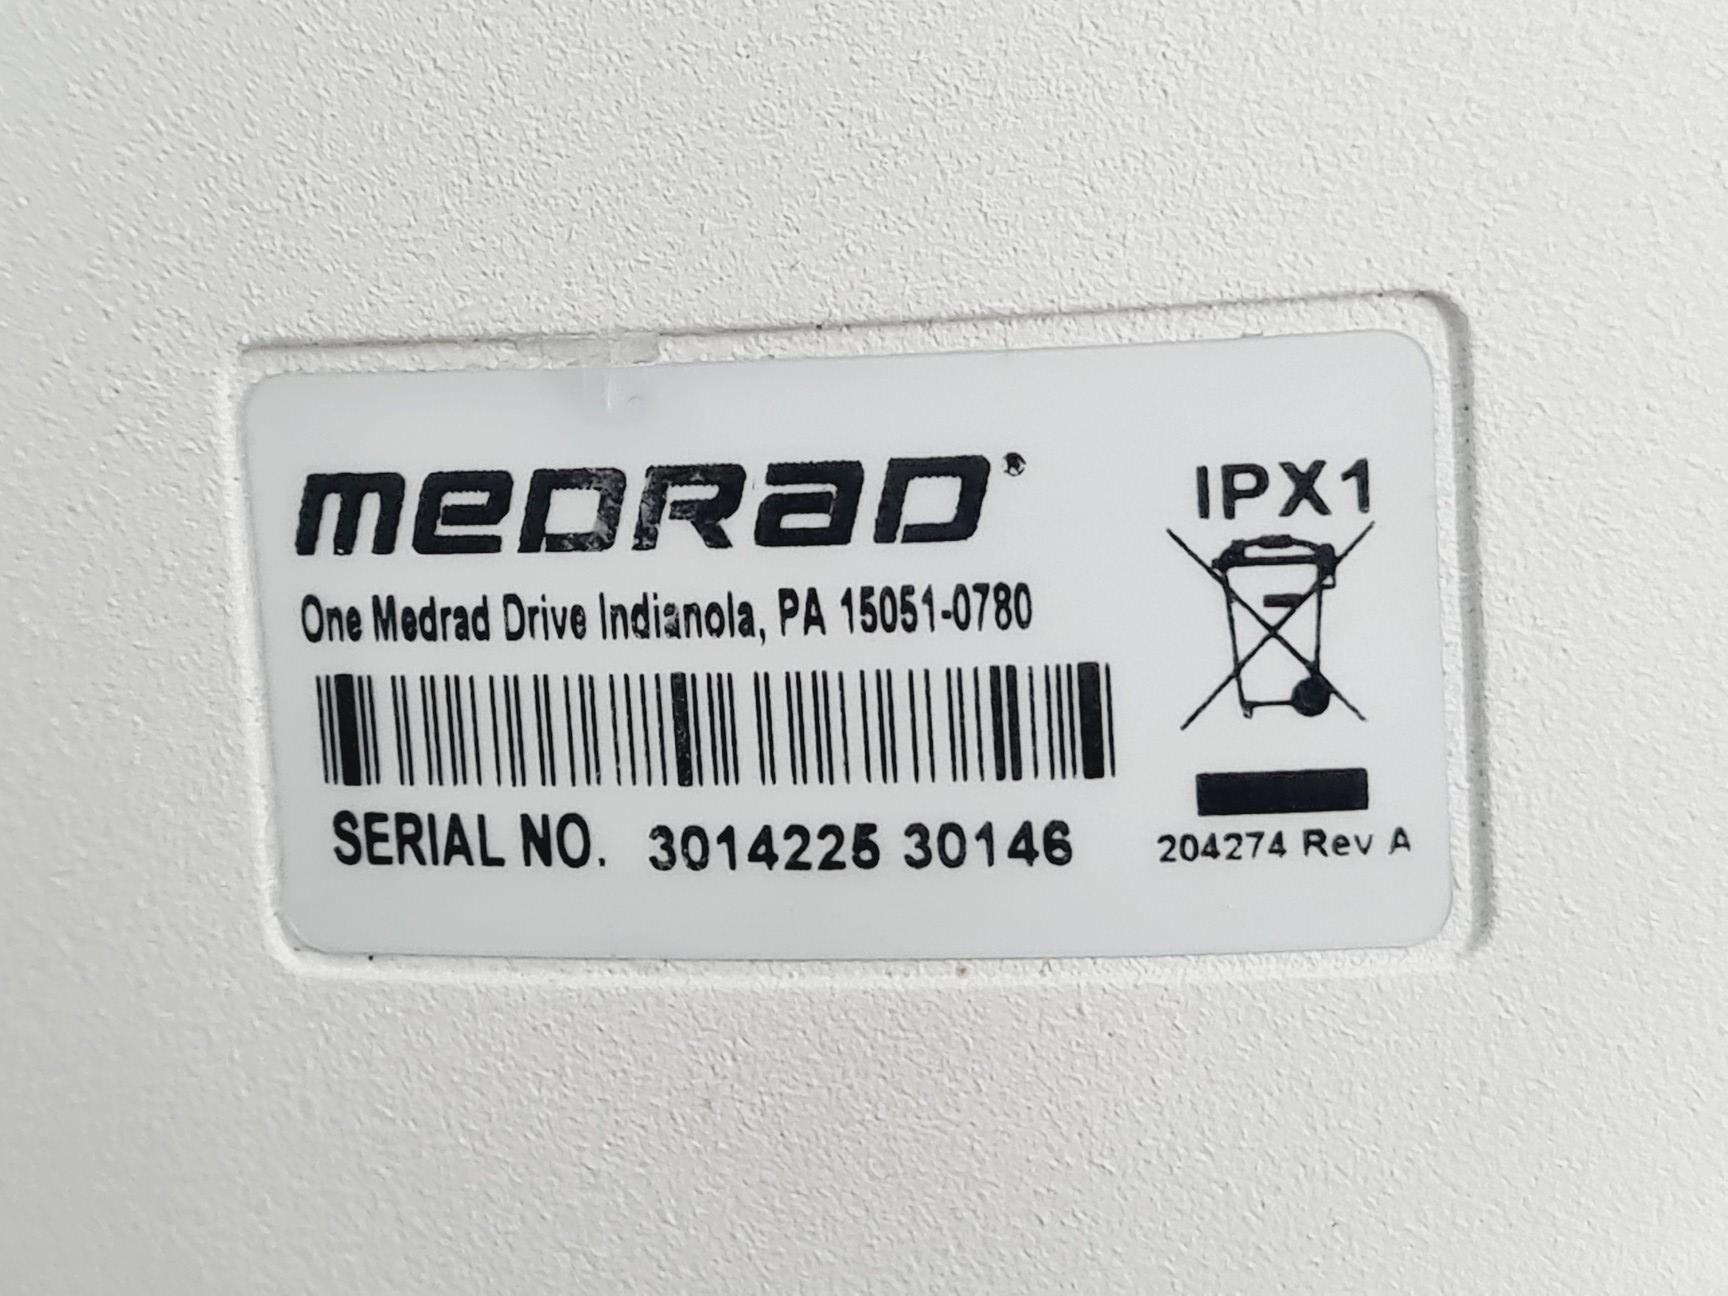 MEDRAD®
One Medrad Drive Indianola, PA 15051-0780
SERIAL NO. 3014225 30146
IPX1
204274 Rev A